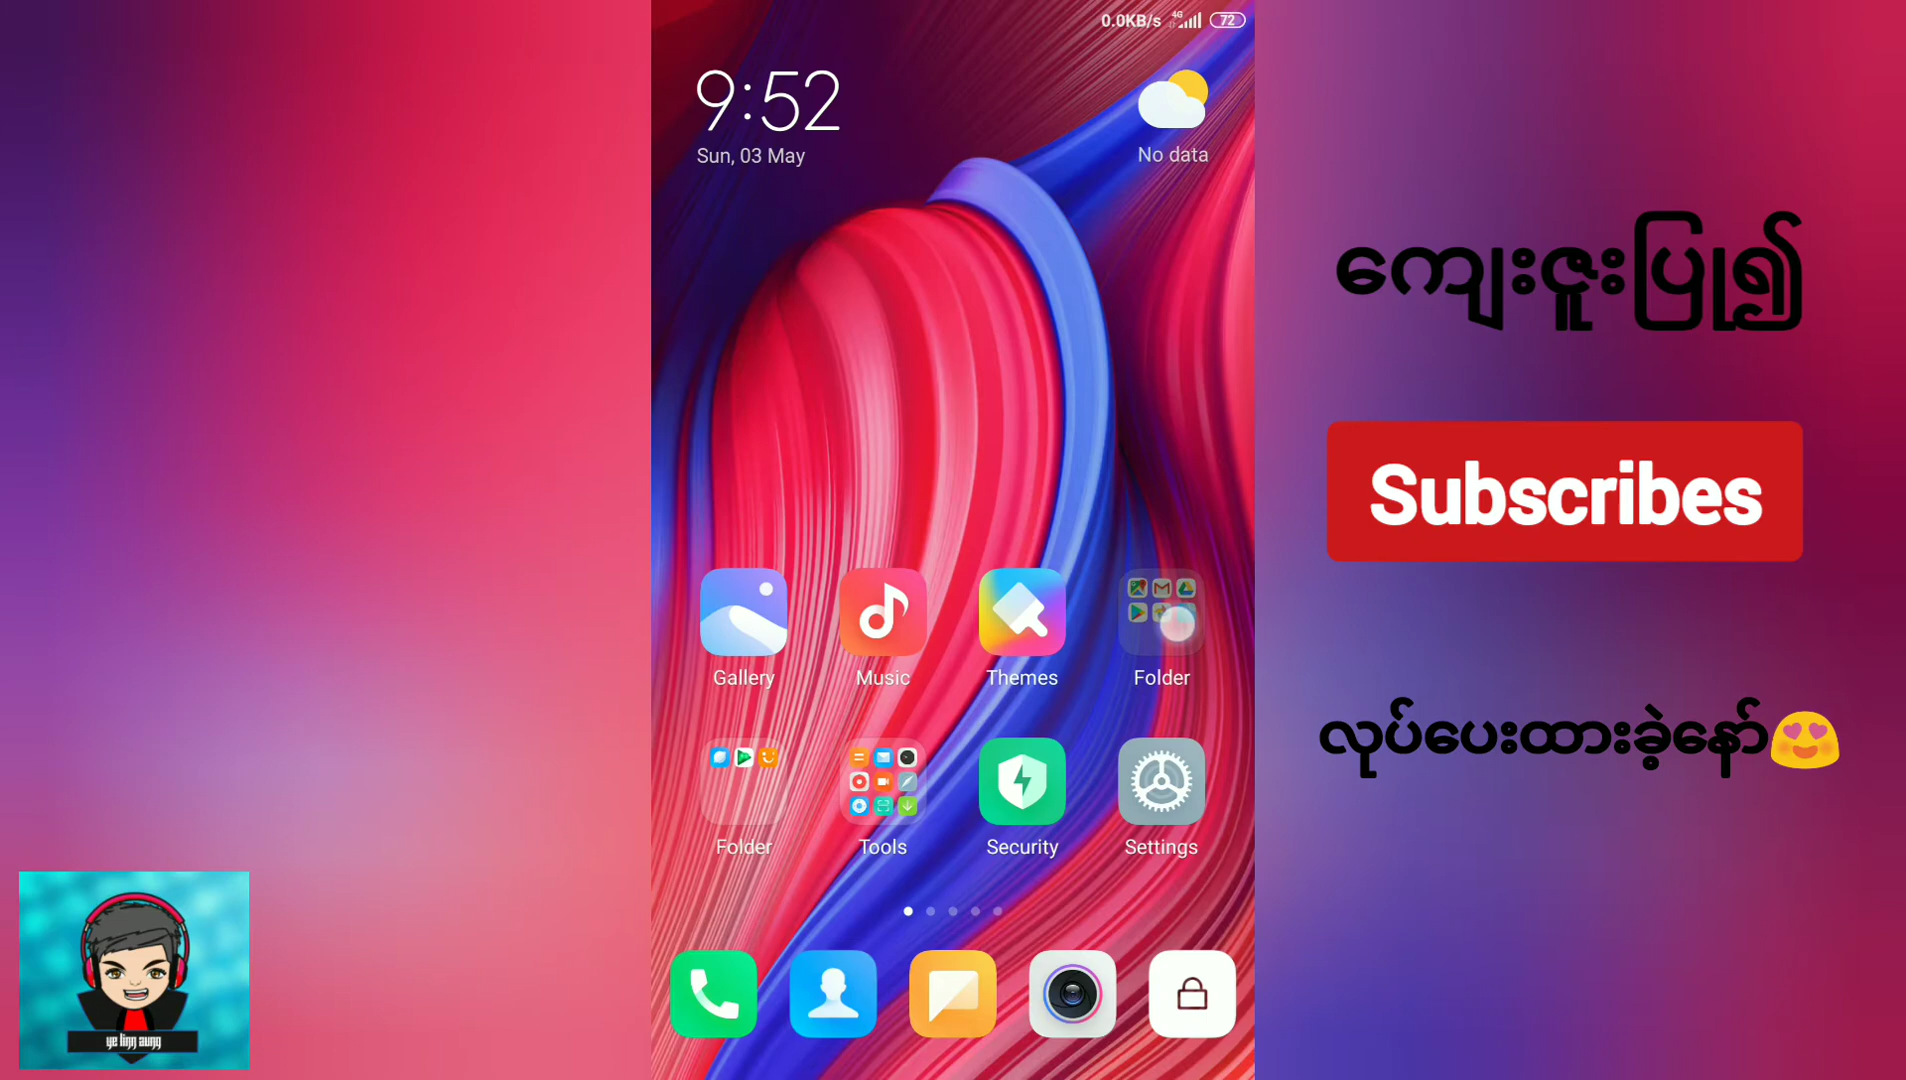 0.0KB/s 4G 72
9:52
Sun, 03 May
No data
ကျေးဇူးပြု၍
Subscribes
Gallery Music Themes Folder
လုပ်ပေးထားခဲ့နော်😍
Folder Tools Security Settings
ye linn aung